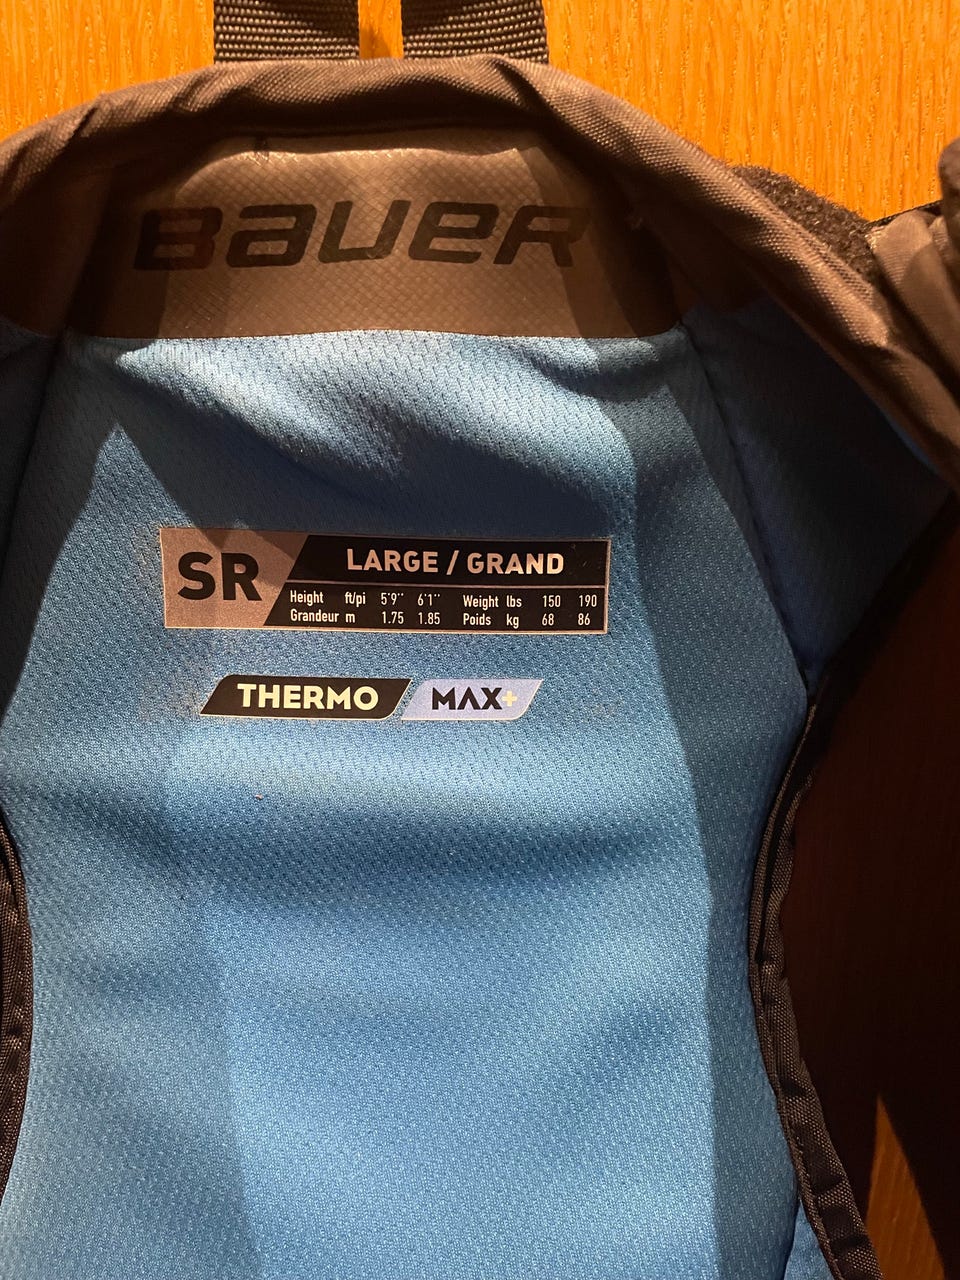 BAUER
SR LARGE / GRAND
Height ft/pi 5'9'' 6'1'' Weight lbs 150 190
Grandeur m 1.75 1.85 Poids kg 68 86
THERMO MAX+